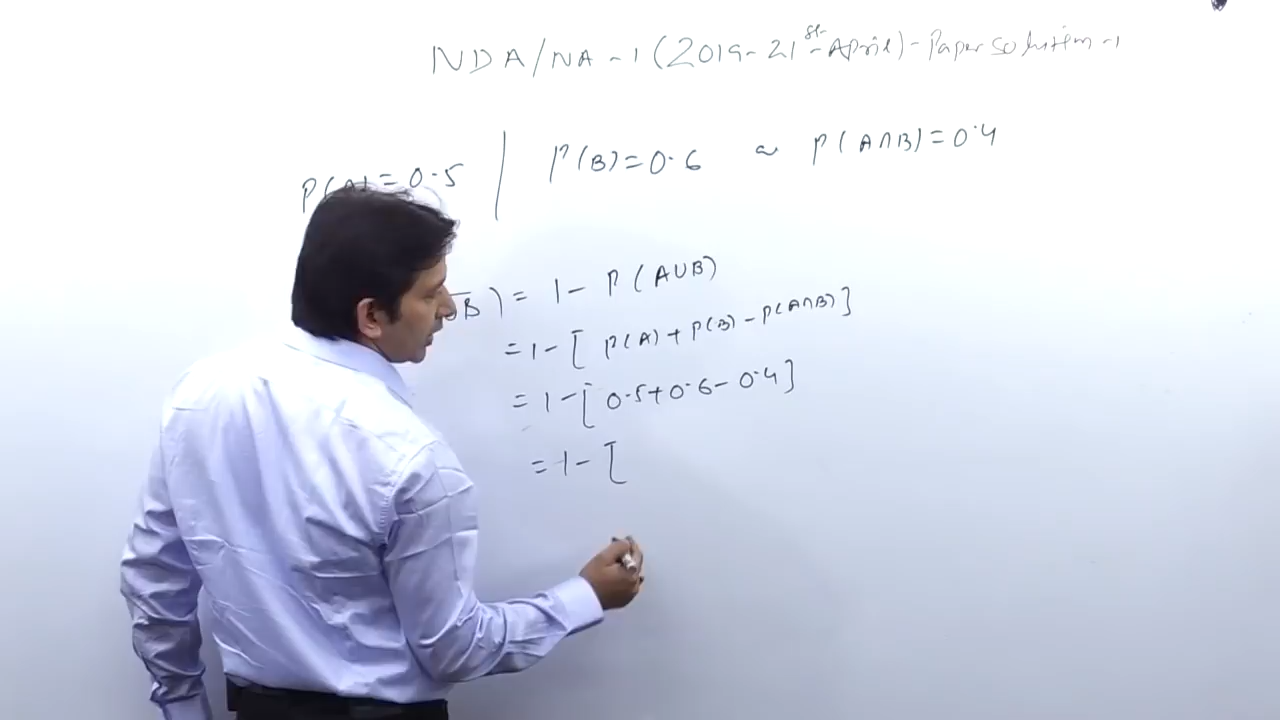 NDA/NA-1 (2019-21st-April)-Paper solution-1
P(A)=0.5 | P(B)=0.6 ~ P(A∩B)=0.4
∪B) = 1- P(A∪B)
=1-[P(A)+P(B)-P(A∩B)]
=1-[0.5+0.6-0.4]
=1-[